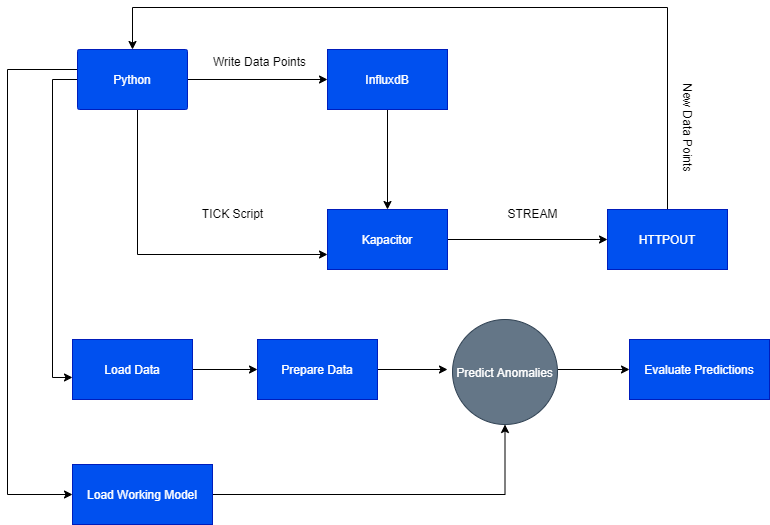 Python
Write Data Points
InfluxdB
New Data Points
TICK Script
STREAM
Kapacitor
HTTPOUT
Load Data
Prepare Data
Predict Anomalies
Evaluate Predictions
Load Working Model